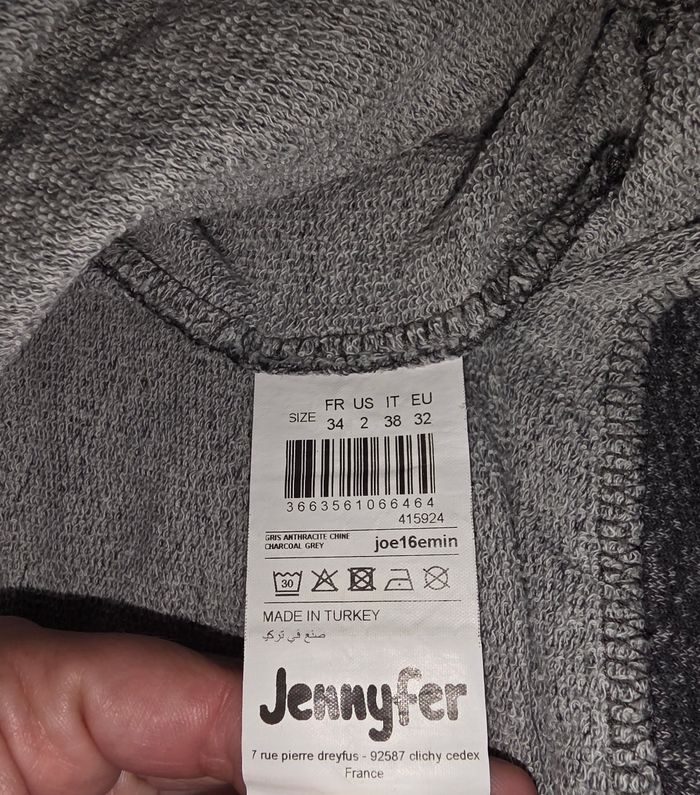 SIZE FR US IT EU
34 2 38 32
3663561066464
415924
GRIS ANTHRACITE CHINE
CHARCOAL GREY
joe16emin
30
MADE IN TURKEY
صنع في تركيا
Jennyfer
7 rue pierre dreyfus - 92587 clichy cedex
France